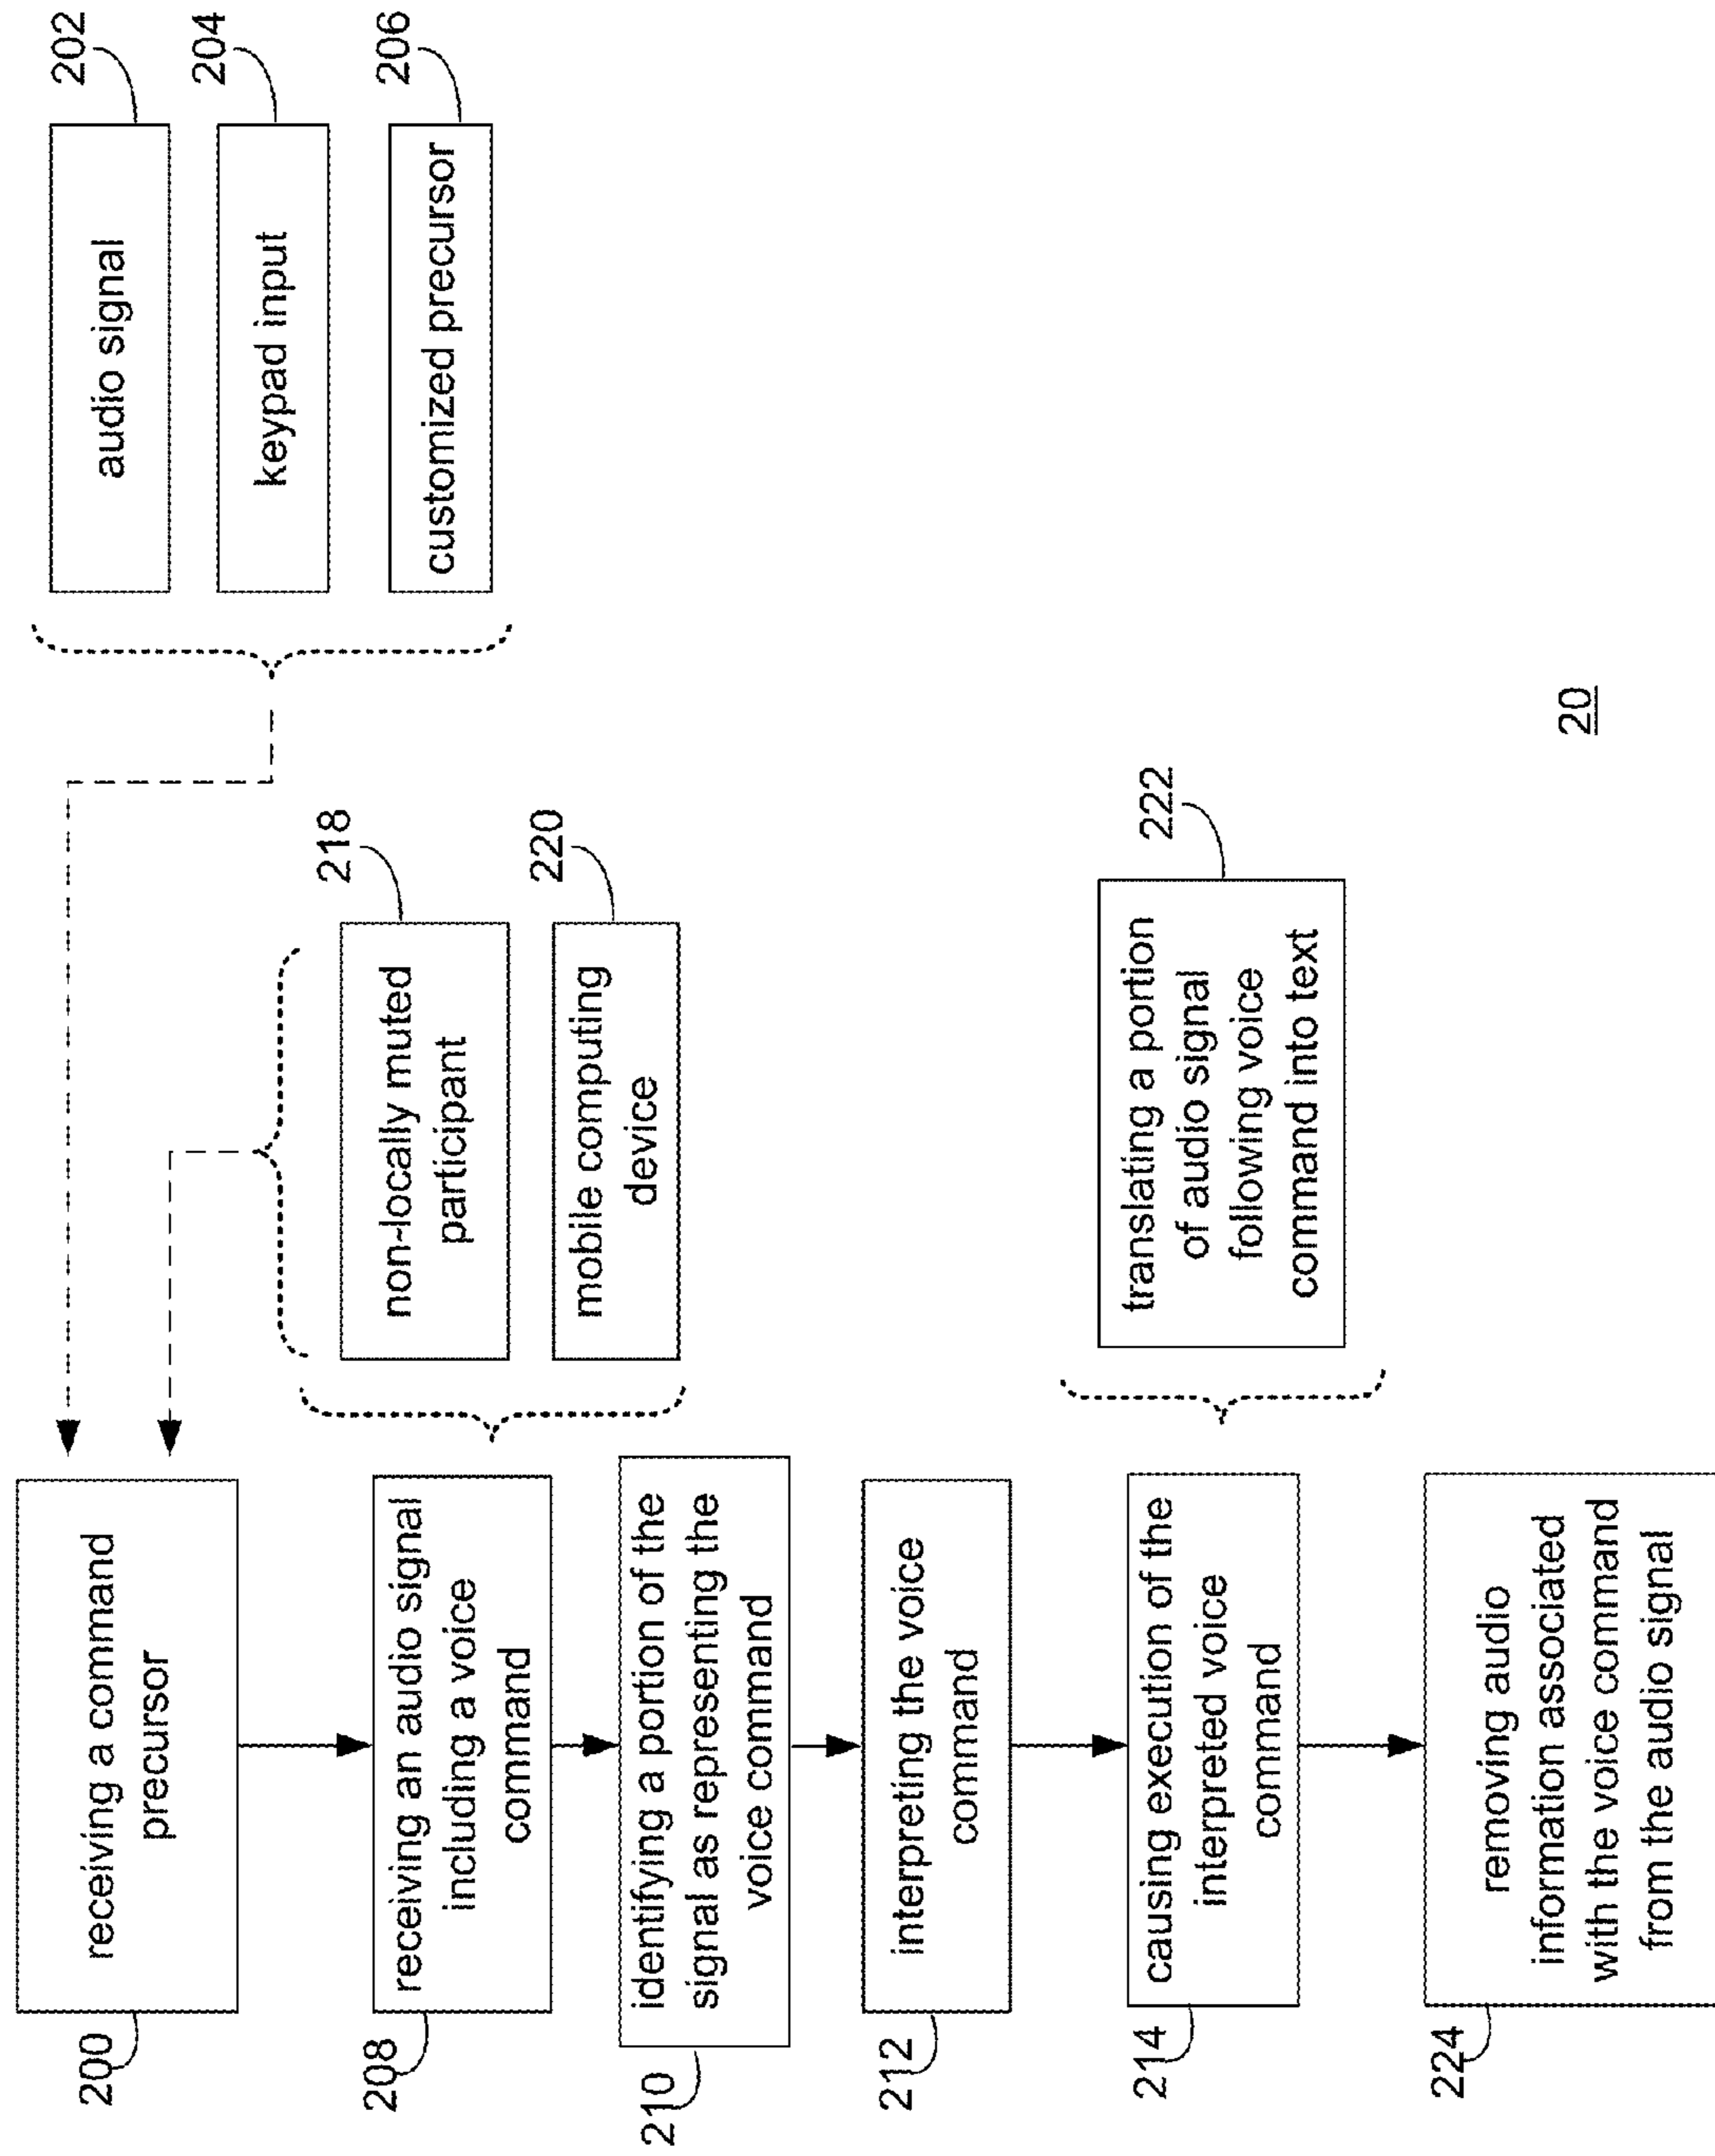 200
receiving a command
precursor
202
audio signal
204
keypad input
206
customized precursor
208
receiving an audio signal
including a voice
command
218
non-locally muted
participant
220
mobile computing
device
210
identifying a portion of the
signal as representing the
voice command
212
interpreting the voice
command
214
causing execution of the
interpreted voice
command
222
translating a portion
of audio signal
following voice
command into text
224
removing audio
information associated
with the voice command
from the audio signal
20